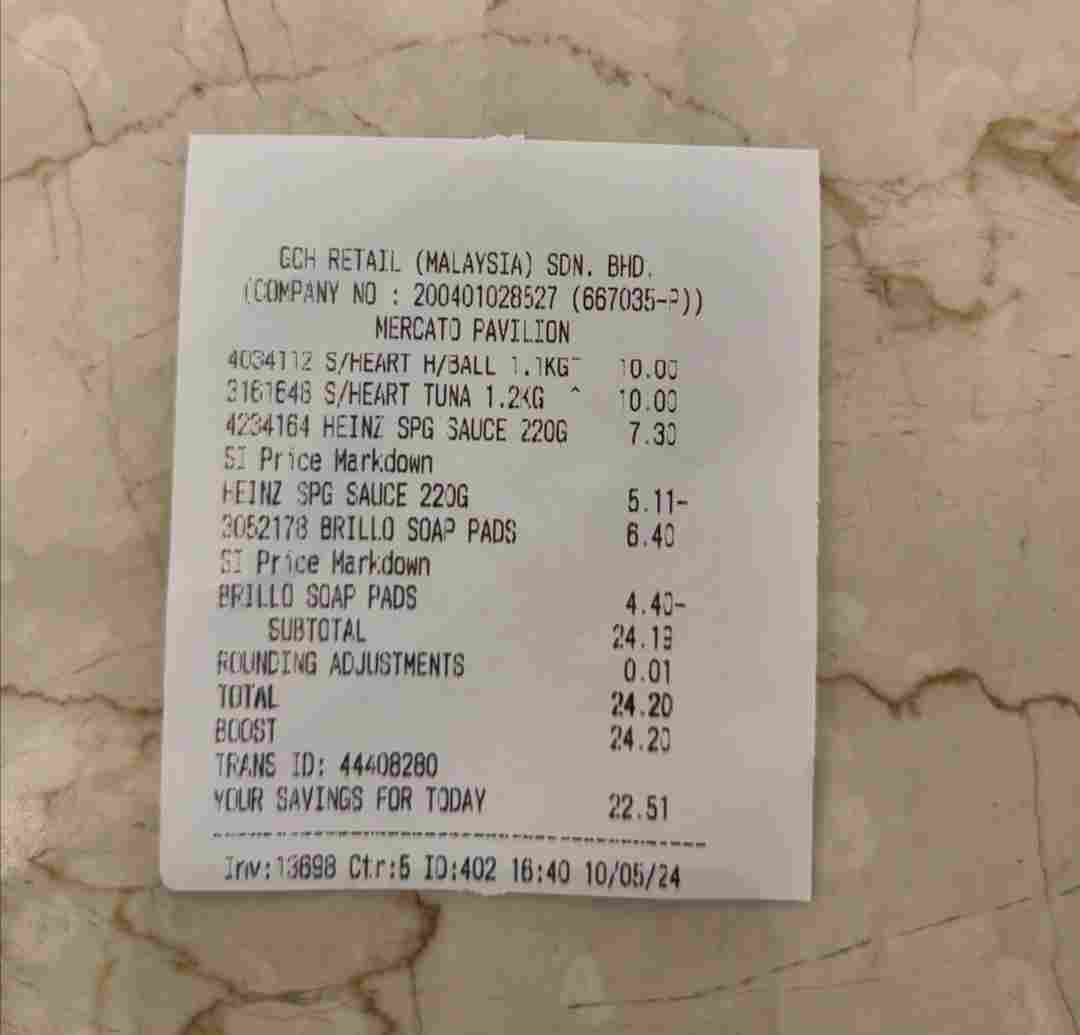 GCH RETAIL (MALAYSIA) SDN. BHD.
(COMPANY NO : 200401028527 (667035-P))
MERCATO PAVILION
4034112 S/HEART H/BALL 1.1KG^ 10.00
3161648 S/HEART TUNA 1.2KG ^ 10.00
4234164 HEINZ SPG SAUCE 220G 7.30
SI Price Markdown
HEINZ SPG SAUCE 220G 5.11-
3052178 BRILLO SOAP PADS 6.40
SI Price Markdown
BRILLO SOAP PADS 4.40-
SUBTOTAL 24.19
ROUNDING ADJUSTMENTS 0.01
TOTAL 24.20
BOOST 24.20
TRANS ID: 44408280
YOUR SAVINGS FOR TODAY 22.51
Inv:13698 Ctr:5 ID:402 16:40 10/05/24